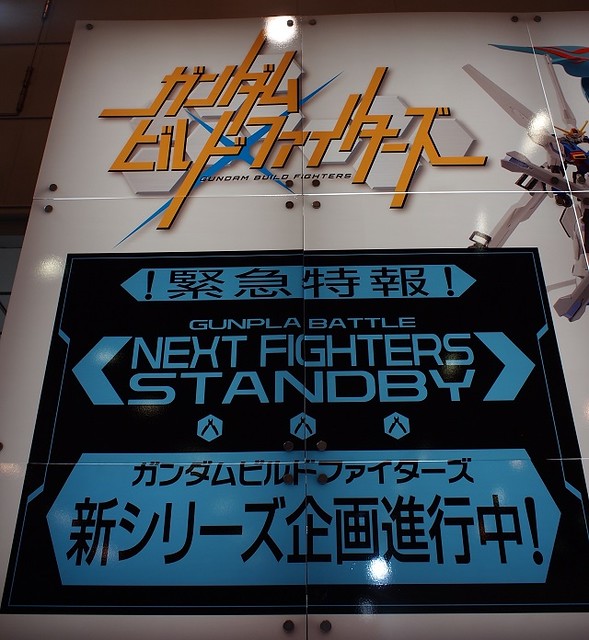 ガンダム
ビルドファイターズ
GUNDAM BUILD FIGHTERS
!緊急特報!
GUNPLA BATTLE
NEXT FIGHTERS
STANDBY
ガンダムビルドファイターズ
新シリーズ企画進行中!